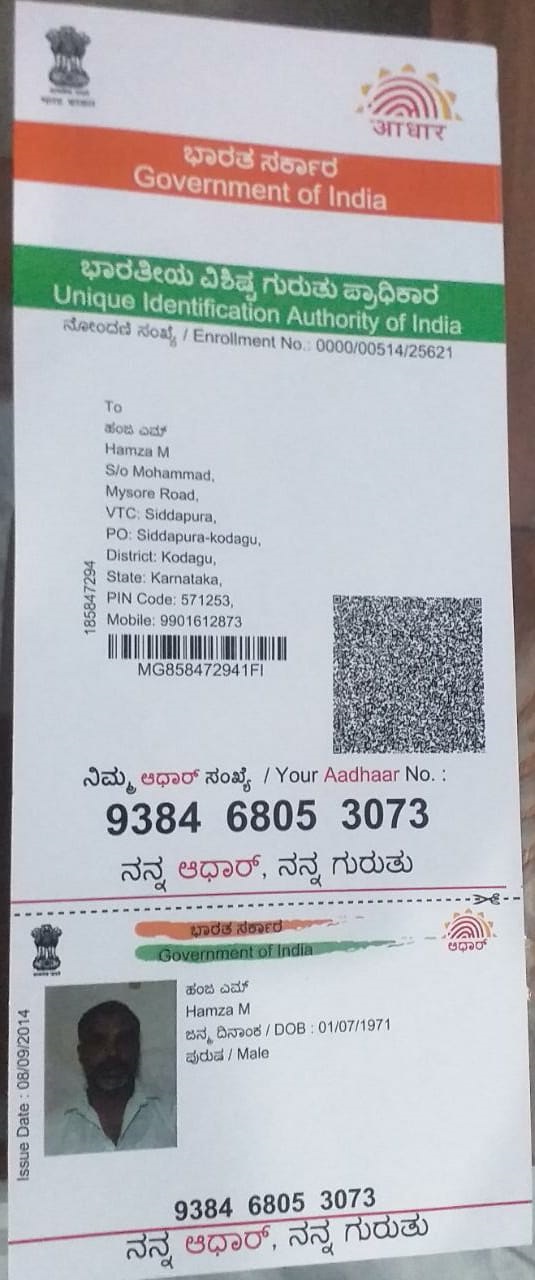 आधार
ಭಾರತ ಸರ್ಕಾರ
Government of India
ಭಾರತೀಯ ವಿಶಿಷ್ಟ ಗುರುತು ಪ್ರಾಧಿಕಾರ
Unique Identification Authority of India
ನೋಂದಣಿ ಸಂಖ್ಯೆ / Enrollment No.: 0000/00514/25621
To
ಹಂಜ ಎಮ್
Hamza M
S/o Mohammad,
Mysore Road,
VTC: Siddapura,
PO: Siddapura-kodagu,
District: Kodagu,
State: Karnataka,
PIN Code: 571253,
Mobile: 9901612873
185847294
MG858472941FI
ನಿಮ್ಮ ಆಧಾರ್ ಸಂಖ್ಯೆ / Your Aadhaar No. :
9384 6805 3073
ನನ್ನ ಆಧಾರ್, ನನ್ನ ಗುರುತು
ಭಾರತ ಸರ್ಕಾರ
Government of India
ಆಧಾರ್
ಹಂಜ ಎಮ್
Hamza M
ಜನ್ಮ ದಿನಾಂಕ / DOB : 01/07/1971
ಪುರುಷ / Male
Issue Date : 08/09/2014
9384 6805 3073
ನನ್ನ ಆಧಾರ್, ನನ್ನ ಗುರುತು